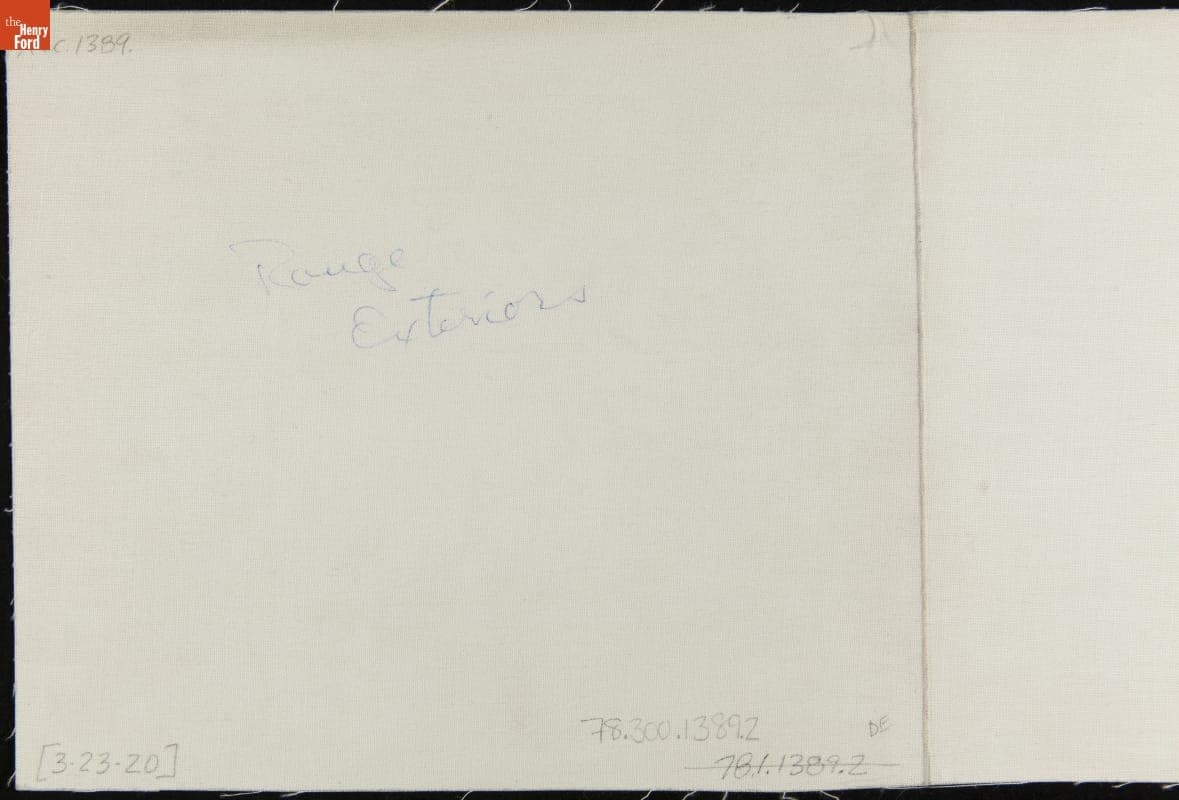 the
Henry
Ford
c. 1389.
Rouge
Exteriors
78.300.1389.2
DE
78.1.1389.2
[3-23-20]